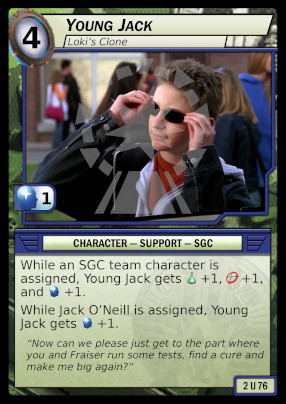 4
YOUNG JACK
Loki's Clone
1
CHARACTER – SUPPORT – SGC
While an SGC team character is
assigned, Young Jack gets +1, +1,
and +1.
While Jack O'Neill is assigned, Young
Jack gets +1.
"Now can we please just get to the part where
you and Fraiser run some tests, find a cure and
make me big again?"
2 U 76